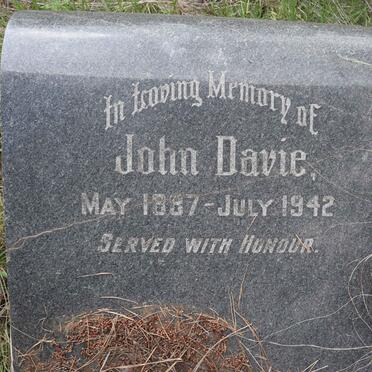 In Loving Memory of
John Davie,
MAY 1887 - JULY 1942
SERVED WITH HONOUR.